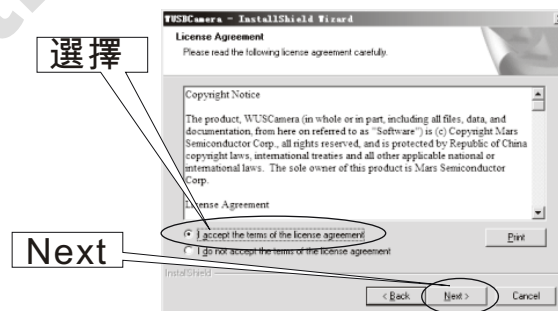 WUSBCamera - InstallShield Wizard
License Agreement
Please read the following license agreement carefully.
選擇
Copyright Notice
The product, WUSCamera (in whole or in part, including all files, data, and
documentation, from here on referred to as "Software") is (c) Copyright Mars
Semiconductor Corp., all rights reserved, and is protected by Republic of China
copyright laws, international treaties and all other applicable national or
international laws. The sole owner of this product is Mars Semiconductor
Corp.
License Agreement
I accept the terms of the license agreement
I do not accept the terms of the license agreement
Print
Next
InstallShield
< Back
Next >
Cancel